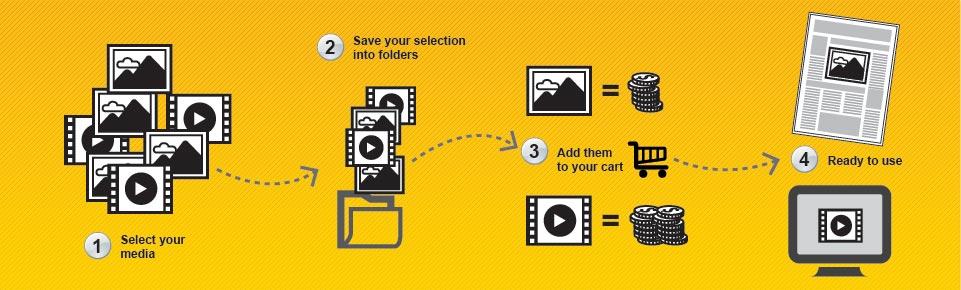 1
Select your
media
2
Save your selection
into folders
=
3
Add them
to your cart
=
4
Ready to use